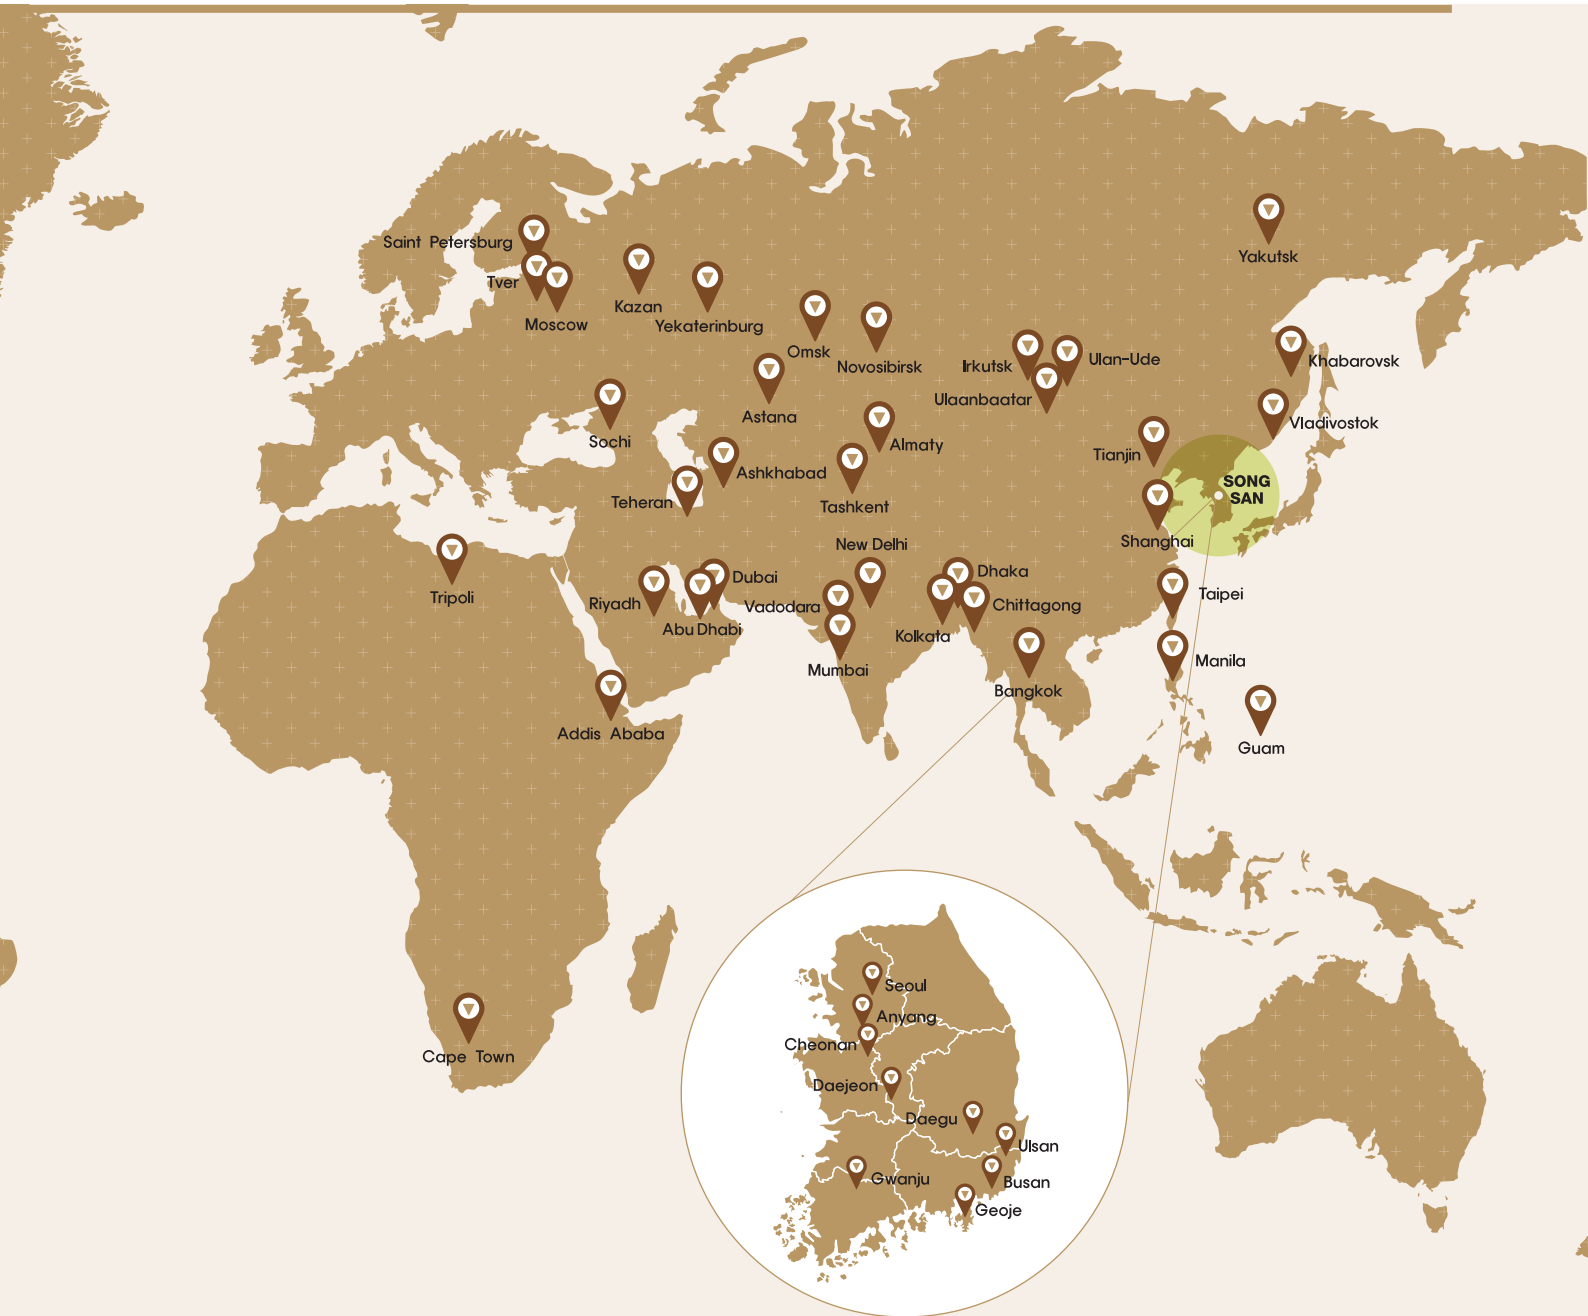 Saint Petersburg
Yakutsk
Tver
Kazan
Moscow
Yekaterinburg
Omsk
Novosibirsk
Irkutsk
Ulan-Ude
Khabarovsk
Ulaanbaatar
Astana
Vladivostok
Sochi
Almaty
Tianjin
Ashkhabad
SONG
SAN
Teheran
Tashkent
Shanghai
New Delhi
Dhaka
Dubai
Tripoli
Riyadh
Vadodara
Chittagong
Taipei
Abu Dhabi
Kolkata
Mumbai
Manila
Bangkok
Addis Ababa
Guam
Cape Town
Seoul
Anyang
Cheonan
Daejeon
Daegu
Ulsan
Gwanju
Busan
Geoje